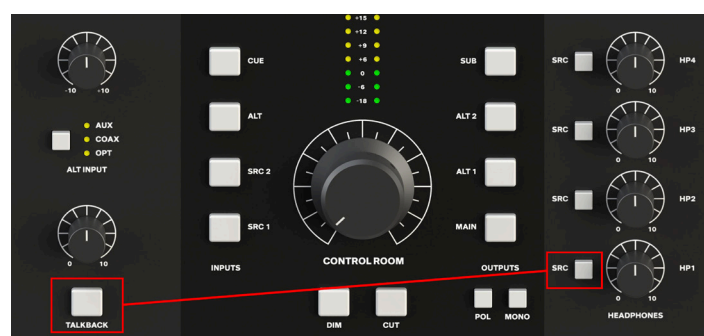 -10 -10
AUX
COAX
OPT
ALT INPUT
0 10
TALKBACK
CUE
ALT
SRC 2
SRC 1
INPUTS
+15
+12
+9
+6
0
-6
-18
CONTROL ROOM
DIM CUT
SUB
ALT 2
ALT 1
MAIN
OUTPUTS
POL MONO
SRC HP4
0 10
SRC HP3
0 10
SRC HP2
0 10
SRC HP1
0 10
HEADPHONES